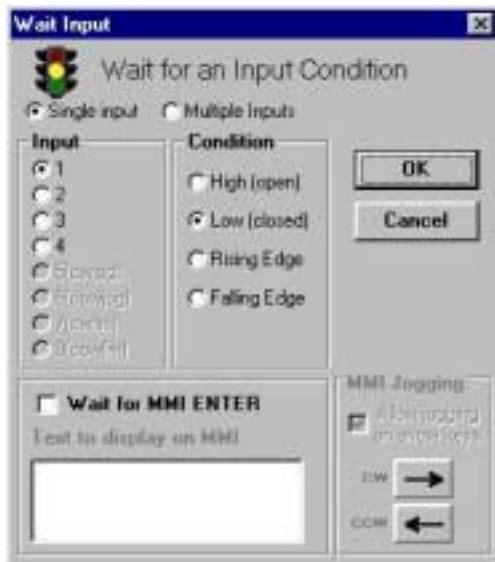 Wait Input
Wait for an Input Condition
Single input
Multiple Inputs
Input
1
2
3
4
Condition
High (open)
Low (closed)
Rising Edge
Falling Edge
OK
Cancel
Wait for MMI ENTER
Text to display on MMI
MMI Jogging
CW
CCW